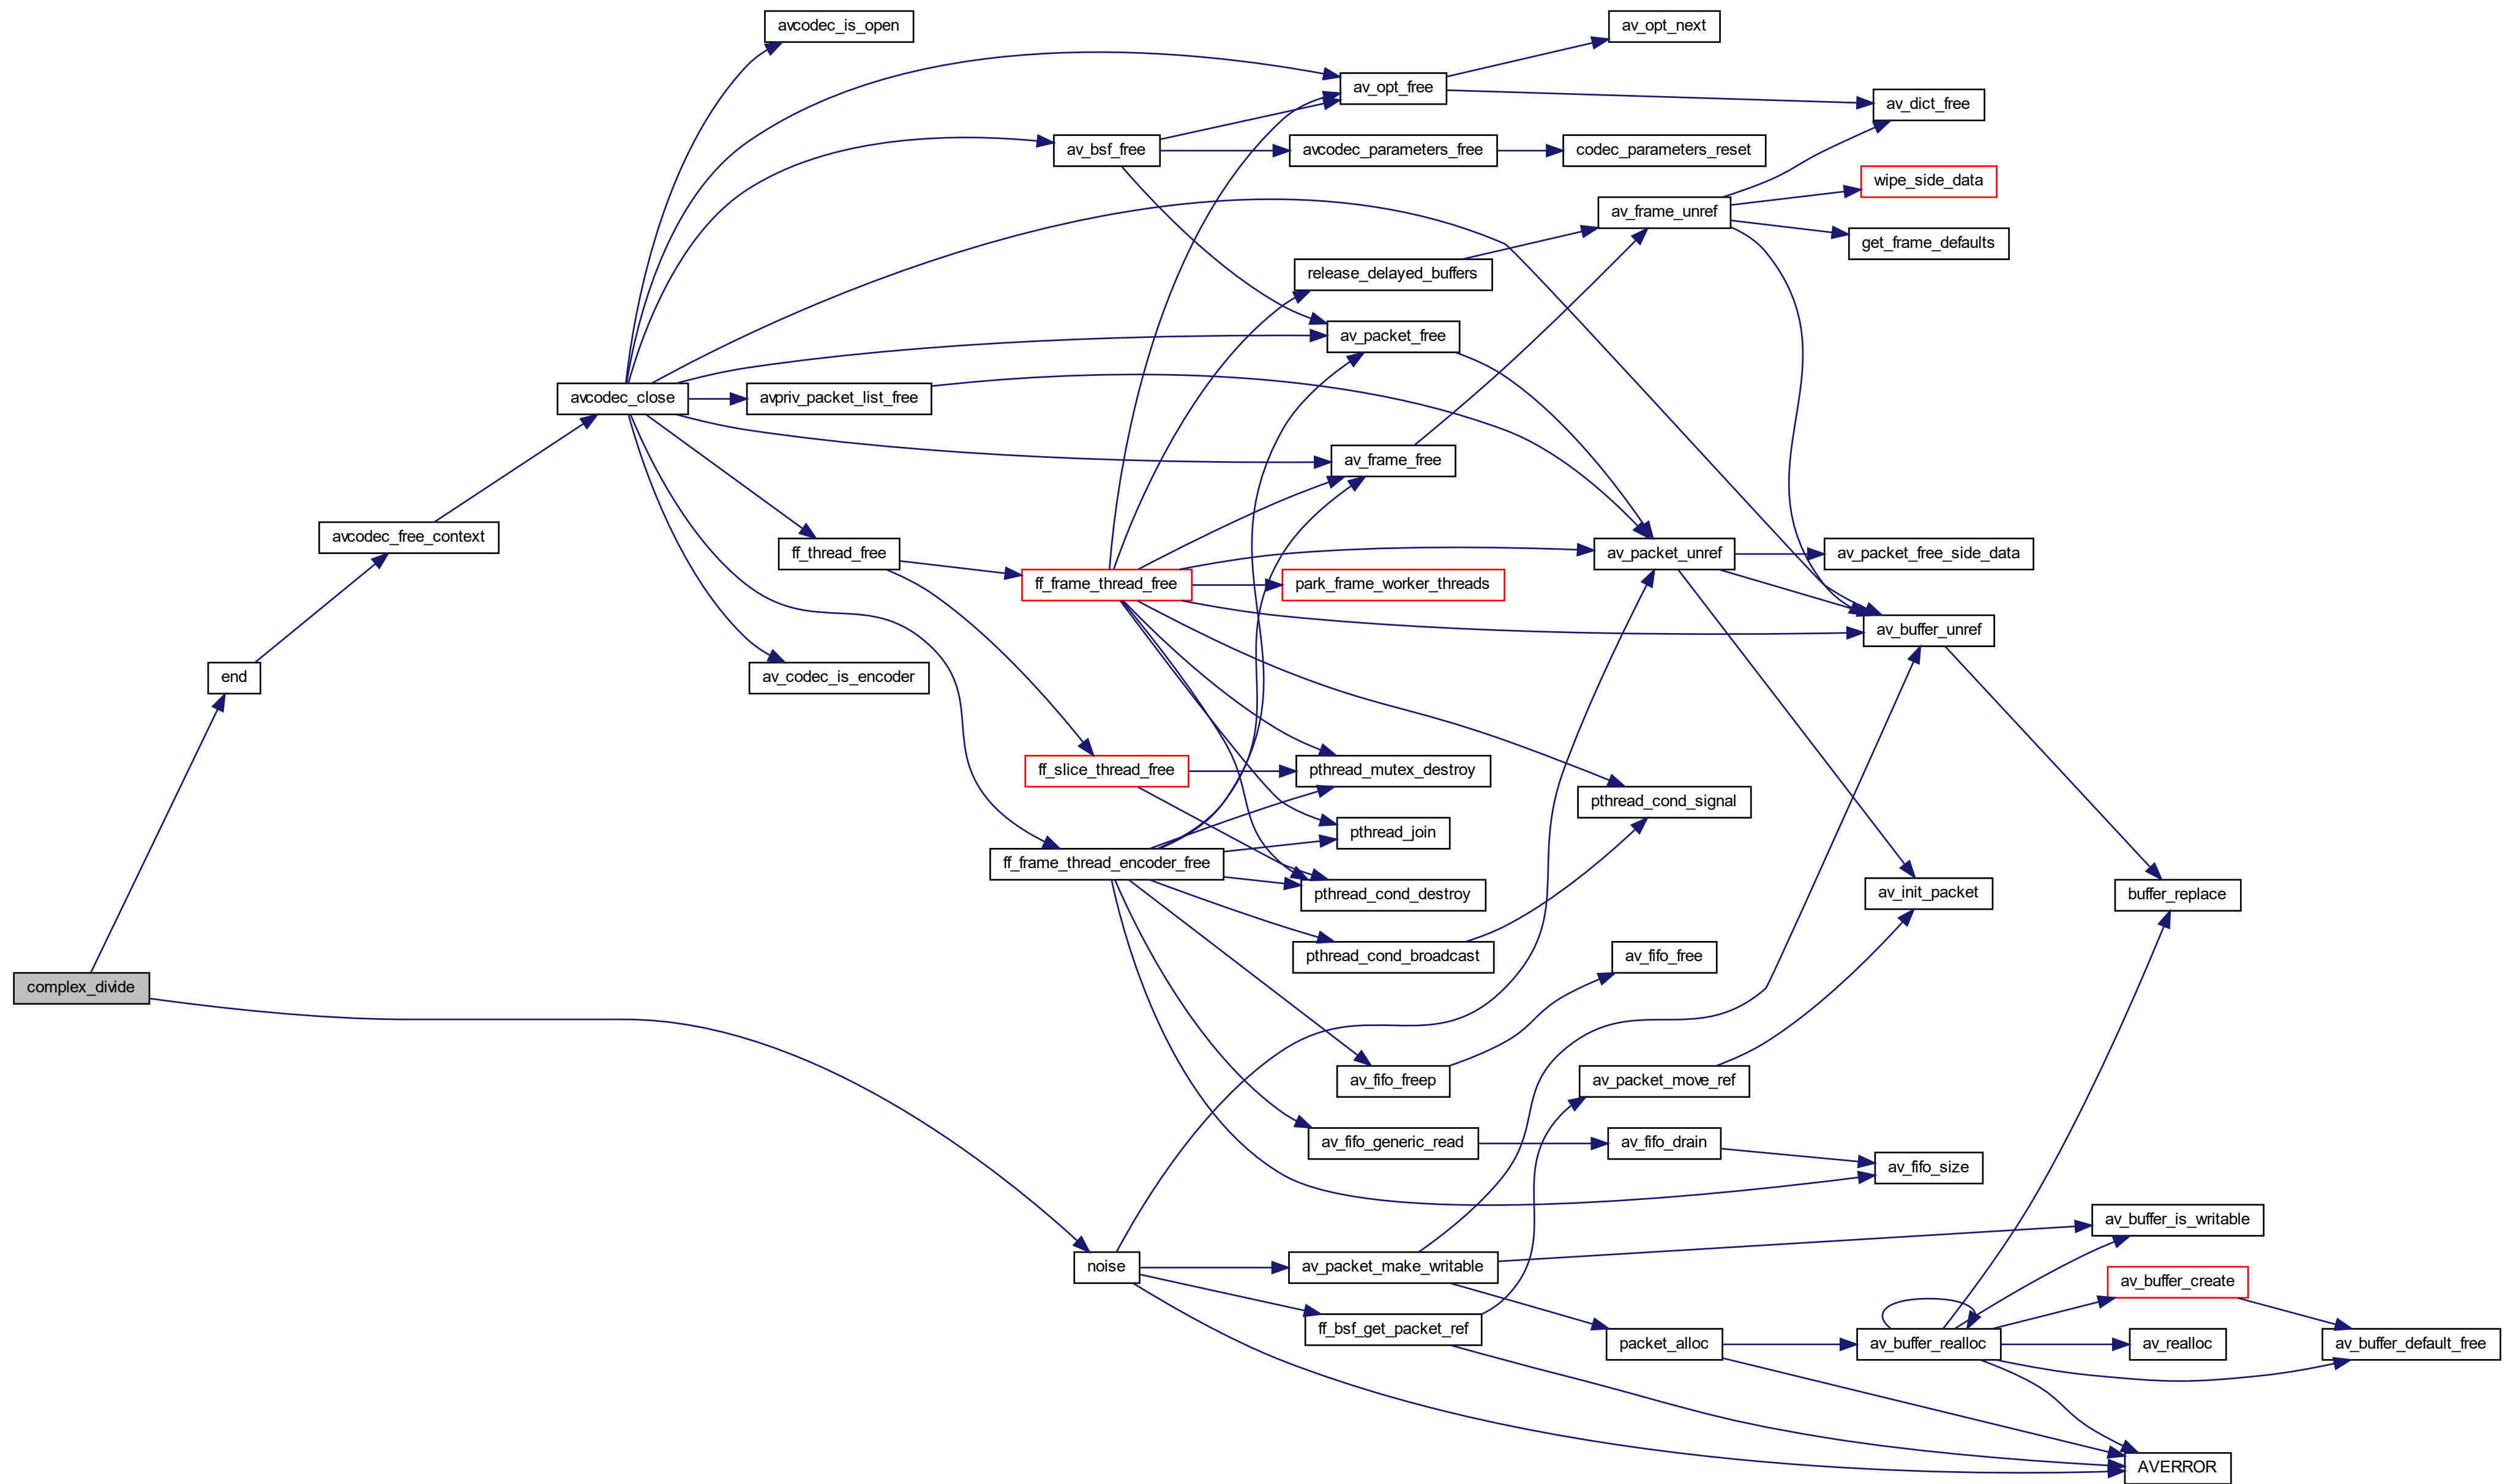 avcodec_is_open
av_opt_next
av_opt_free
av_dict_free
av_bsf_free
avcodec_parameters_free
codec_parameters_reset
wipe_side_data
av_frame_unref
get_frame_defaults
release_delayed_buffers
av_packet_free
avcodec_close
avpriv_packet_list_free
av_frame_free
avcodec_free_context
ff_thread_free
av_packet_unref
av_packet_free_side_data
ff_frame_thread_free
park_frame_worker_threads
av_buffer_unref
end
av_codec_is_encoder
ff_slice_thread_free
pthread_mutex_destroy
pthread_cond_signal
pthread_join
ff_frame_thread_encoder_free
pthread_cond_destroy
av_init_packet
buffer_replace
pthread_cond_broadcast
av_fifo_free
complex_divide
av_fifo_freep
av_packet_move_ref
av_fifo_generic_read
av_fifo_drain
av_fifo_size
av_buffer_is_writable
noise
av_packet_make_writable
av_buffer_create
ff_bsf_get_packet_ref
packet_alloc
av_buffer_realloc
av_realloc
av_buffer_default_free
AVERROR